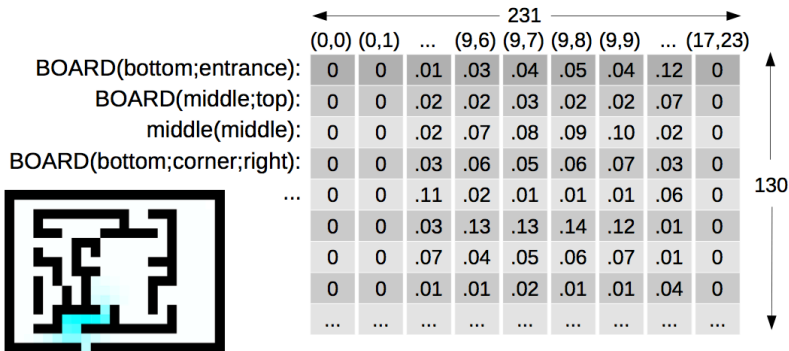 231
(0,0) (0,1) ... (9,6) (9,7) (9,8) (9,9) ... (17,23)
BOARD(bottom;entrance): 0 0 .01 .03 .04 .05 .04 .12 0
BOARD(middle;top): 0 0 .02 .02 .03 .02 .02 .07 0
middle(middle): 0 0 .02 .07 .08 .09 .10 .02 0
BOARD(bottom;corner;right): 0 0 .03 .06 .05 .06 .07 .03 0
... 0 0 .11 .02 .01 .01 .01 .06 0
130
0 0 .03 .13 .13 .14 .12 .01 0
0 0 .07 .04 .05 .06 .07 .01 0
0 0 .01 .01 .02 .01 .01 .04 0
... ... ... ... ... ... ... ... ...